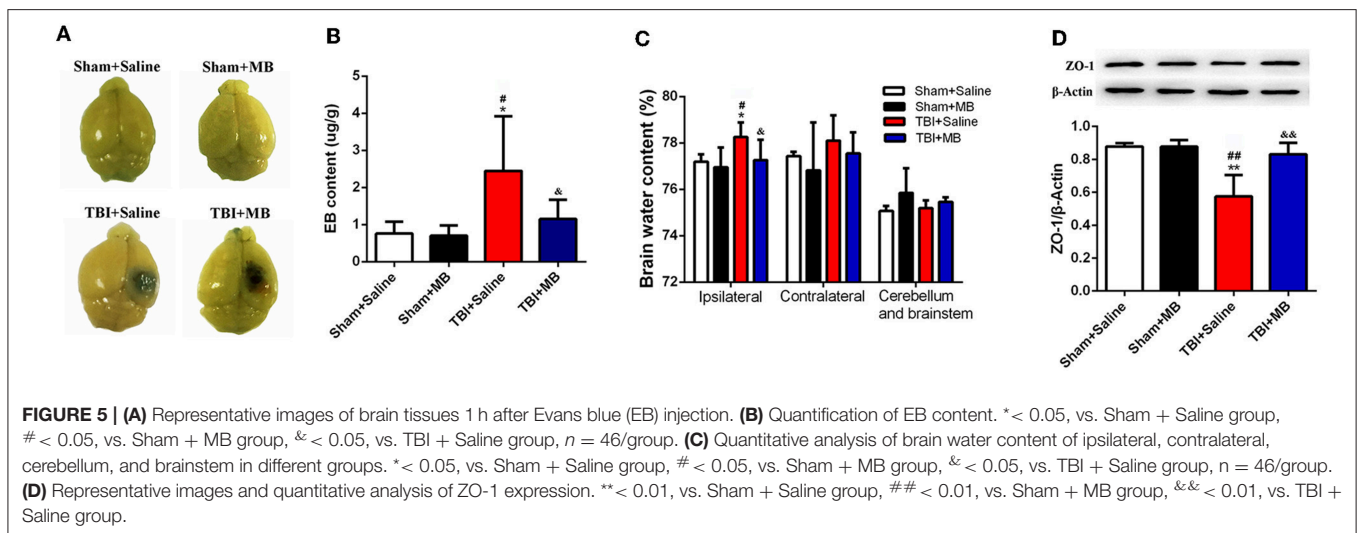 A
Sham+Saline
Sham+MB
TBI+Saline
TBI+MB
B
EB content (ug/g)
6
5
4
3
2
1
0
#
*
&
Sham+Saline
Sham+MB
TBI+Saline
TBI+MB
C
Brain water content (%)
80
78
76
74
72
#
*
&
Sham+Saline
Sham+MB
TBI+Saline
TBI+MB
Ipsilateral
Contralateral
Cerebellum
and brainstem
D
ZO-1
β-Actin
ZO-1/β-Actin
1.0
0.8
0.6
0.4
0.2
0.0
##
**
&&
Sham+Saline
Sham+MB
TBI+Saline
TBI+MB
FIGURE 5 | (A) Representative images of brain tissues 1 h after Evans blue (EB) injection. (B) Quantification of EB content. *< 0.05, vs. Sham + Saline group,
#< 0.05, vs. Sham + MB group, &< 0.05, vs. TBI + Saline group, n = 46/group. (C) Quantitative analysis of brain water content of ipsilateral, contralateral,
cerebellum, and brainstem in different groups. *< 0.05, vs. Sham + Saline group, #< 0.05, vs. Sham + MB group, &< 0.05, vs. TBI + Saline group, n = 46/group.
(D) Representative images and quantitative analysis of ZO-1 expression. **< 0.01, vs. Sham + Saline group, ##< 0.01, vs. Sham + MB group, &&< 0.01, vs. TBI +
Saline group.